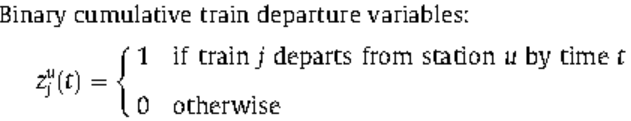 Binary cumulative train departure variables:
1 if train j departs from station u by time t
z_j^u(t) =
0 otherwise